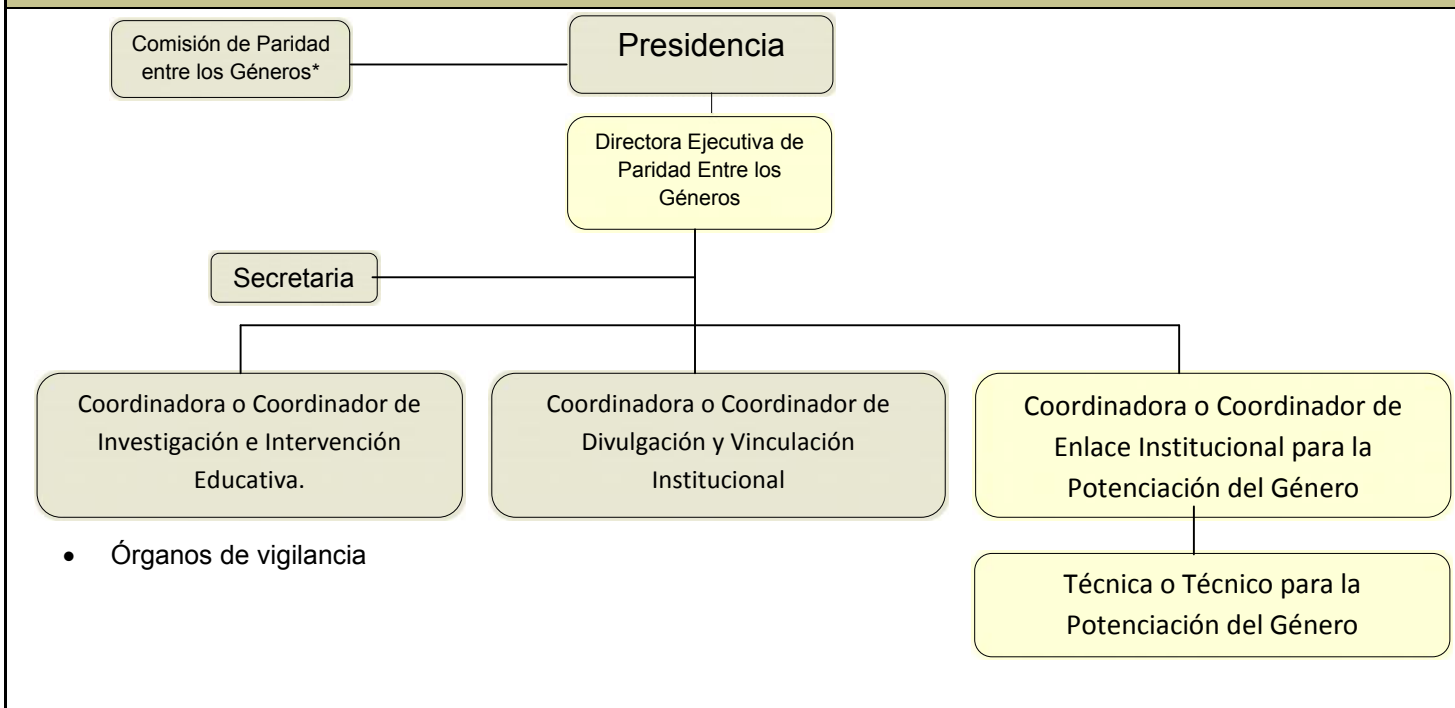 Comisión de Paridad
entre los Géneros*
Presidencia
Directora Ejecutiva de
Paridad Entre los
Géneros
Secretaria
Coordinadora o Coordinador de
Investigación e Intervención
Educativa.
Coordinadora o Coordinador de
Divulgación y Vinculación
Institucional
Coordinadora o Coordinador de
Enlace Institucional para la
Potenciación del Género
• Órganos de vigilancia
Técnica o Técnico para la
Potenciación del Género